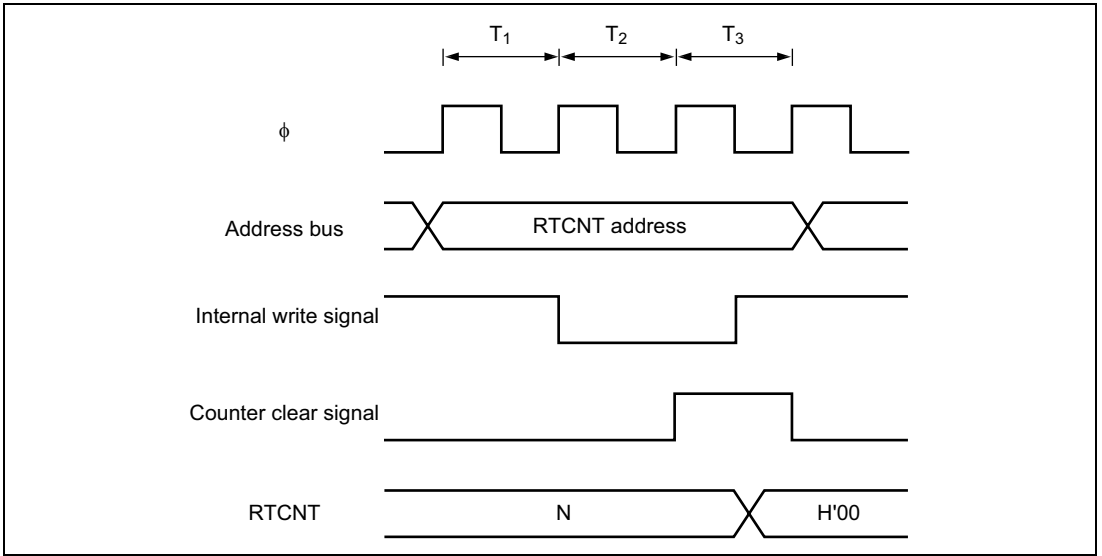 T1 T2 T3
φ
Address bus RTCNT address
Internal write signal
Counter clear signal
RTCNT N H'00